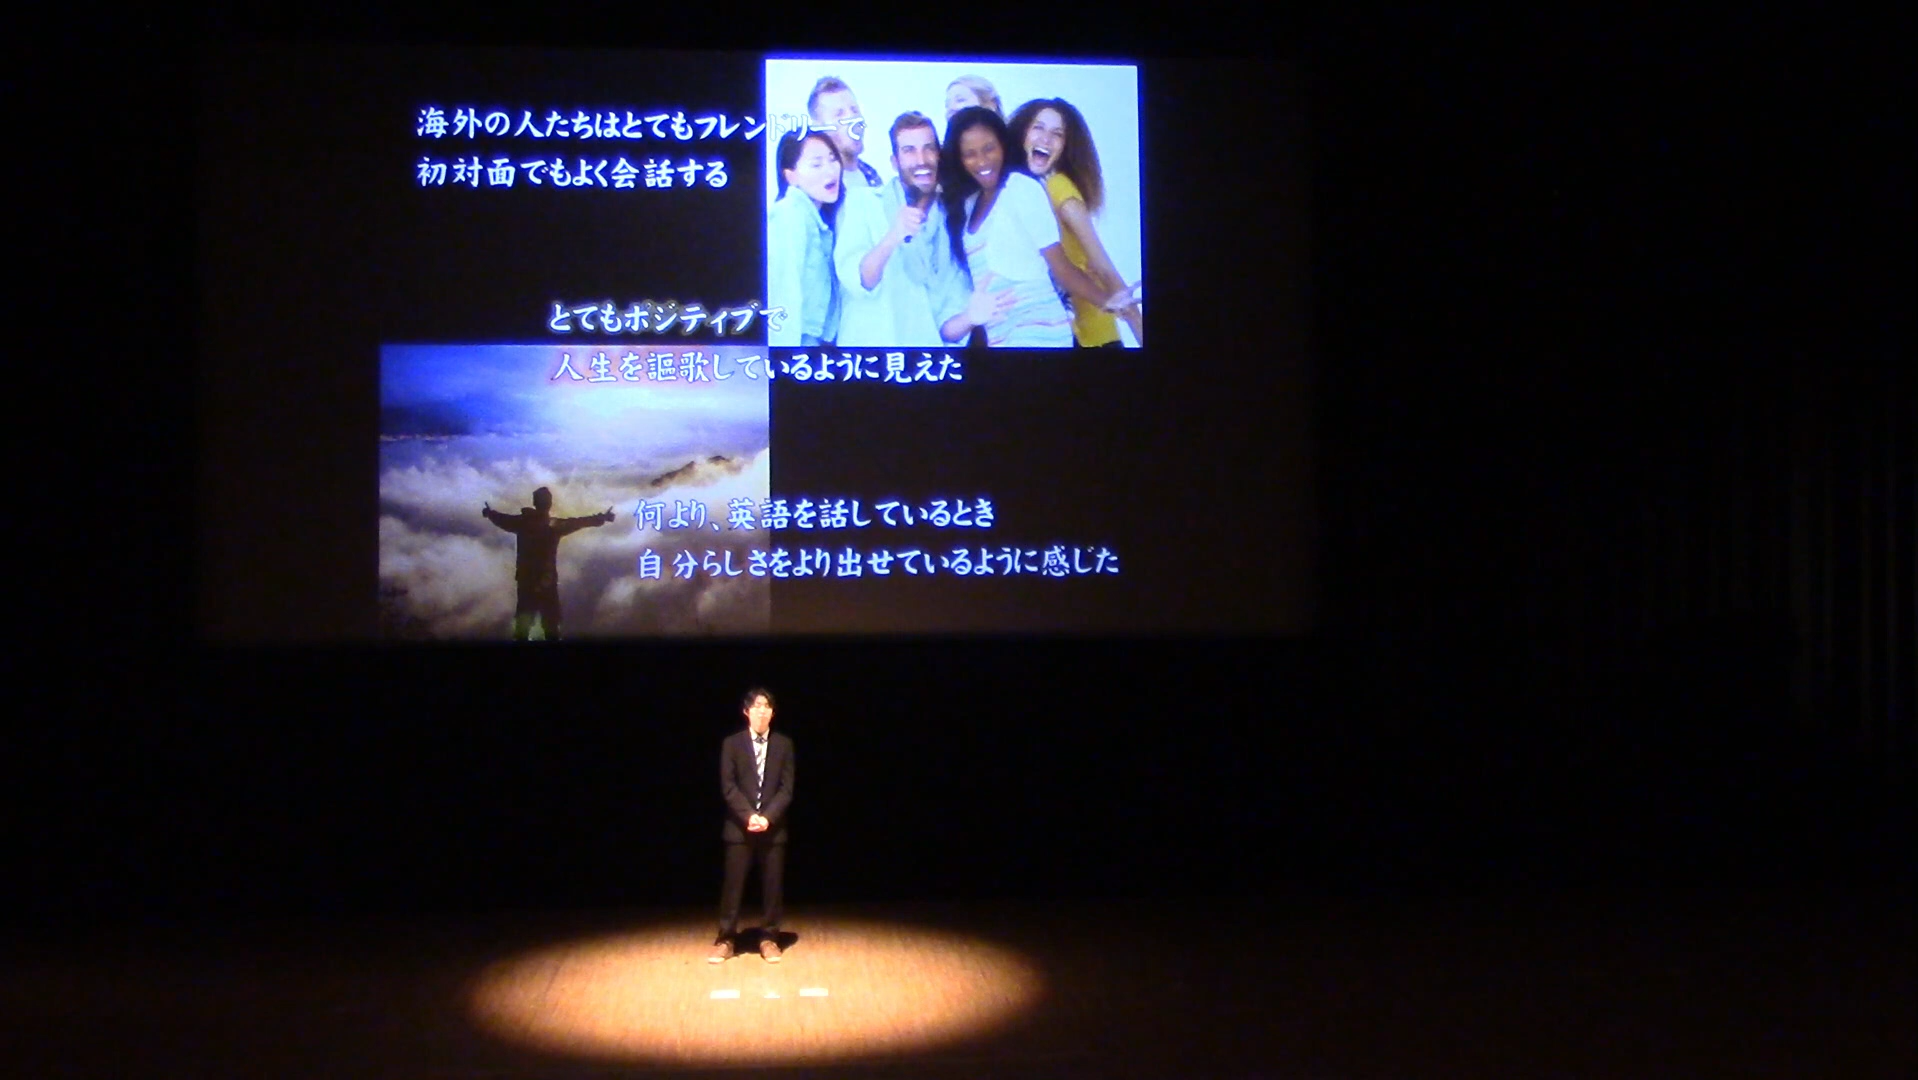 海外の人たちはとてもフレンドリーで
初対面でもよく会話する
とてもポジティブで
人生を謳歌しているように見えた
何より、英語を話しているとき
自分らしさをより出せているように感じた